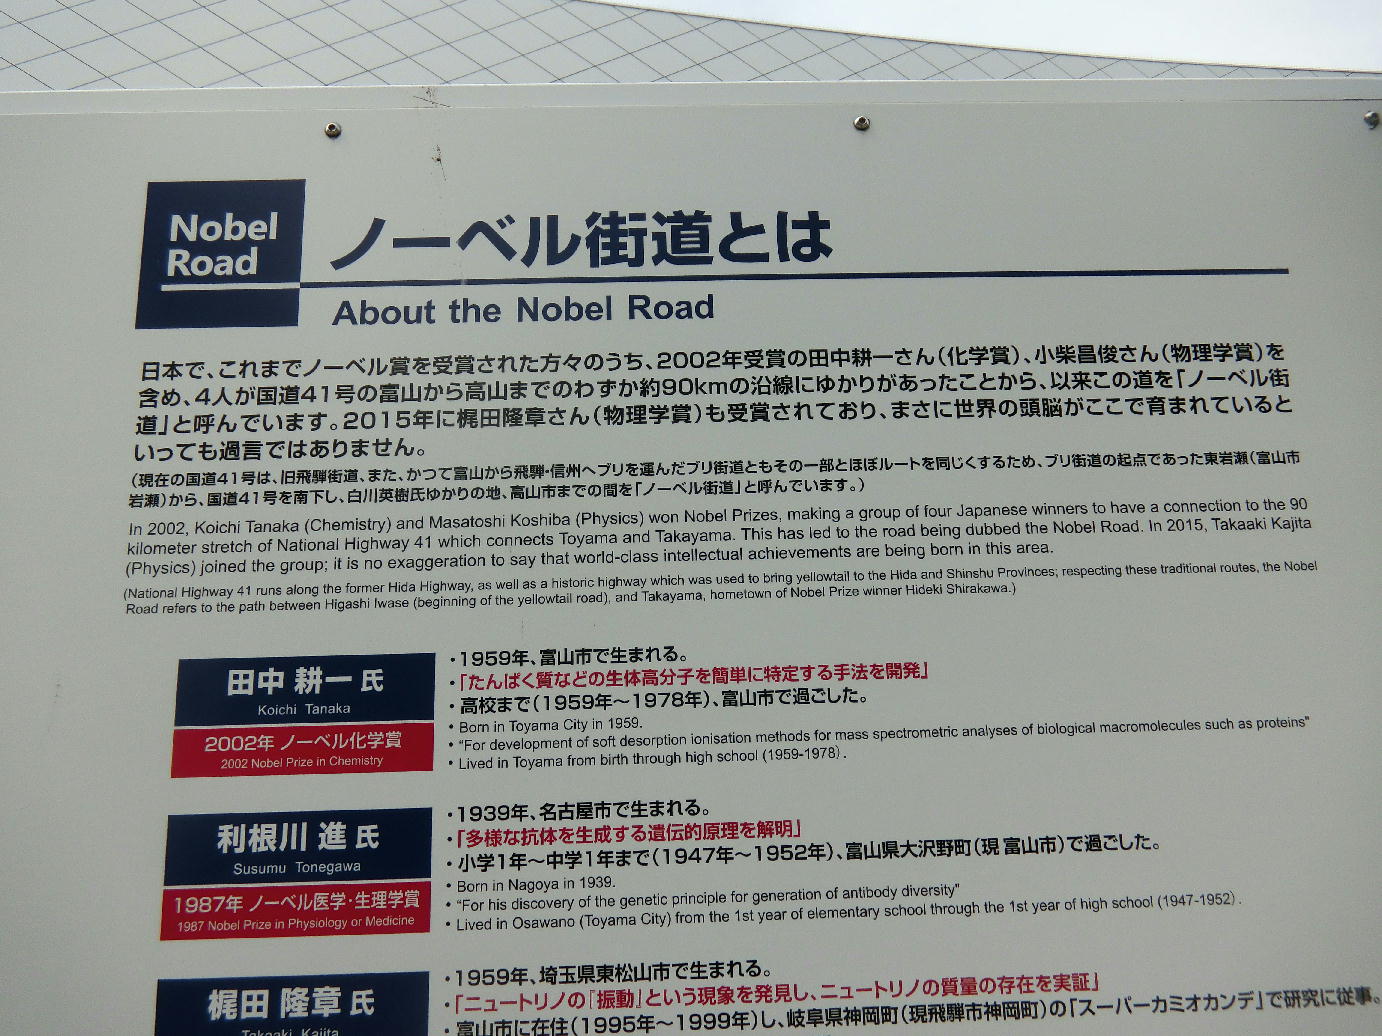 Nobel
Road
ノーベル街道とは
About the Nobel Road
日本で、これまでノーベル賞を受賞された方々のうち、2002年受賞の田中耕一さん(化学賞)、小柴昌俊さん(物理学賞)を
含め、4人が国道41号の富山から高山までのわずか約90kmの沿線にゆかりがあったことから、以来この道を「ノーベル街
道」と呼んでいます。2015年に梶田隆章さん(物理学賞)も受賞されており、まさに世界の頭脳がここで育まれていると
いっても過言ではありません。
(現在の国道41号は、旧飛騨街道、また、かつて富山から飛騨・信州へブリを運んだブリ街道ともその一部とほぼルートを同じくするため、ブリ街道の起点であった東岩瀬(富山市
岩瀬)から、国道41号を南下し、白川英樹氏ゆかりの地、高山市までの間を「ノーベル街道」と呼んでいます。)
In 2002, Koichi Tanaka (Chemistry) and Masatoshi Koshiba (Physics) won Nobel Prizes, making a group of four Japanese winners to have a connection to the 90
kilometer stretch of National Highway 41 which connects Toyama and Takayama. This has led to the road being dubbed the Nobel Road. In 2015, Takaaki Kajita
(Physics) joined the group; it is no exaggeration to say that world-class intellectual achievements are being born in this area.
(National Highway 41 runs along the former Hida Highway, as well as a historic highway which was used to bring yellowtail to the Hida and Shinshu Provinces; respecting these traditional routes, the Nobel
Road refers to the path between Higashi Iwase (beginning of the yellowtail road), and Takayama, hometown of Nobel Prize winner Hideki Shirakawa.)
田中 耕一 氏
Koichi Tanaka
2002年 ノーベル化学賞
2002 Nobel Prize in Chemistry
・1959年、富山市で生まれる。
・「たんぱく質などの生体高分子を簡単に特定する手法を開発」
・高校まで(1959年～1978年)、富山市で過ごした。
• Born in Toyama City in 1959.
• "For development of soft desorption ionisation methods for mass spectrometric analyses of biological macromolecules such as proteins"
• Lived in Toyama from birth through high school (1959-1978).
利根川 進 氏
Susumu Tonegawa
1987年 ノーベル医学・生理学賞
1987 Nobel Prize in Physiology or Medicine
・1939年、名古屋市で生まれる。
・「多様な抗体を生成する遺伝的原理を解明」
・小学1年～中学1年まで(1947年～1952年)、富山県大沢野町(現 富山市)で過ごした。
• Born in Nagoya in 1939.
• "For his discovery of the genetic principle for generation of antibody diversity"
• Lived in Osawano (Toyama City) from the 1st year of elementary school through the 1st year of high school (1947-1952).
梶田 隆章 氏
Takaaki Kajita
・1959年、埼玉県東松山市で生まれる。
・「ニュートリノの『振動』という現象を発見し、ニュートリノの質量の存在を実証」
・富山市に在住(1995年～1999年)し、岐阜県神岡町(現飛騨市神岡町)の「スーパーカミオカンデ」で研究に従事。